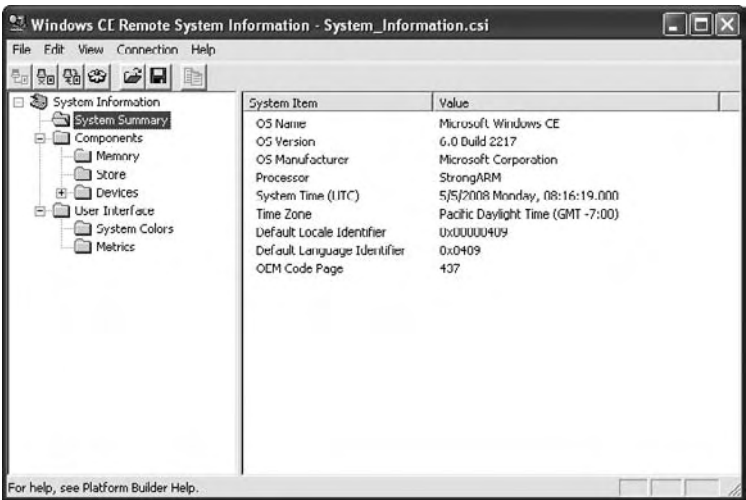 Windows CE Remote System Information - System_Information.csi
File Edit View Connection Help
System Information
System Summary
Components
Memory
Store
Devices
User Interface
System Colors
Metrics
System Item Value
OS Name Microsoft Windows CE
OS Version 6.0 Build 2217
OS Manufacturer Microsoft Corporation
Processor StrongARM
System Time (UTC) 5/5/2008 Monday, 08:16:19.000
Time Zone Pacific Daylight Time (GMT -7:00)
Default Locale Identifier 0x00000409
Default Language Identifier 0x0409
OEM Code Page 437
For help, see Platform Builder Help.